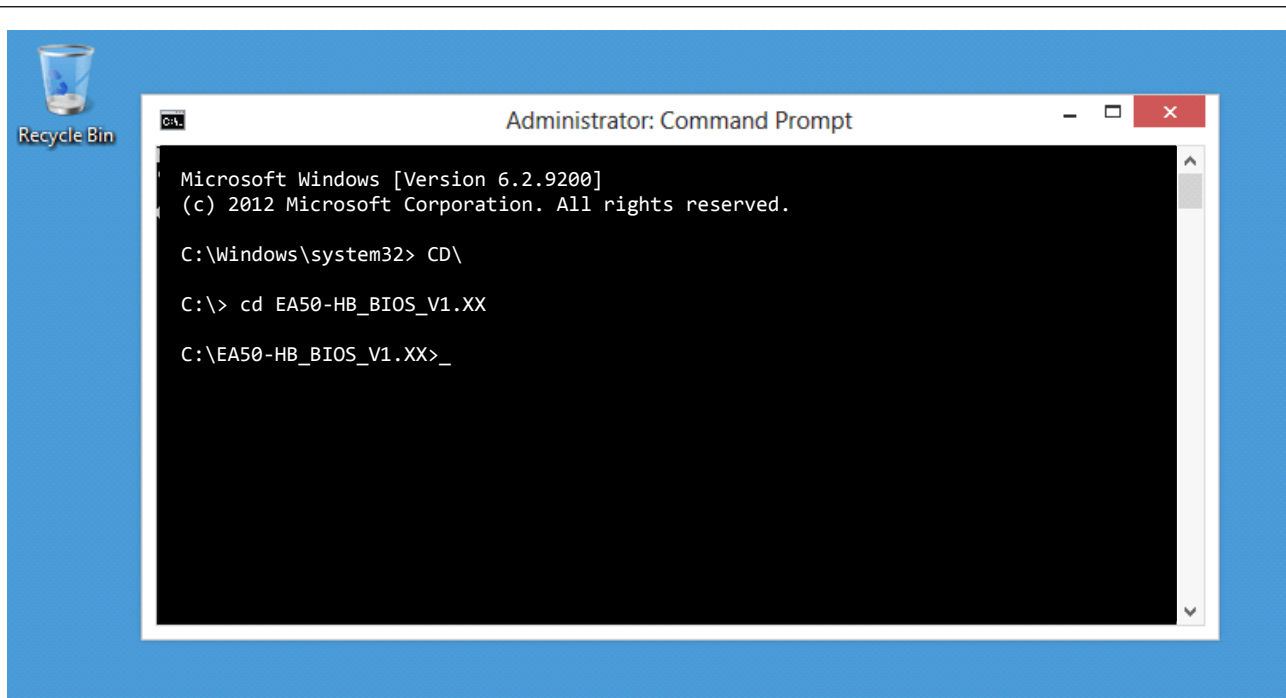 Recycle Bin
C:\.
Administrator: Command Prompt
Microsoft Windows [Version 6.2.9200]
(c) 2012 Microsoft Corporation. All rights reserved.
C:\Windows\system32> CD\
C:\> cd EA50-HB_BIOS_V1.XX
C:\EA50-HB_BIOS_V1.XX>_